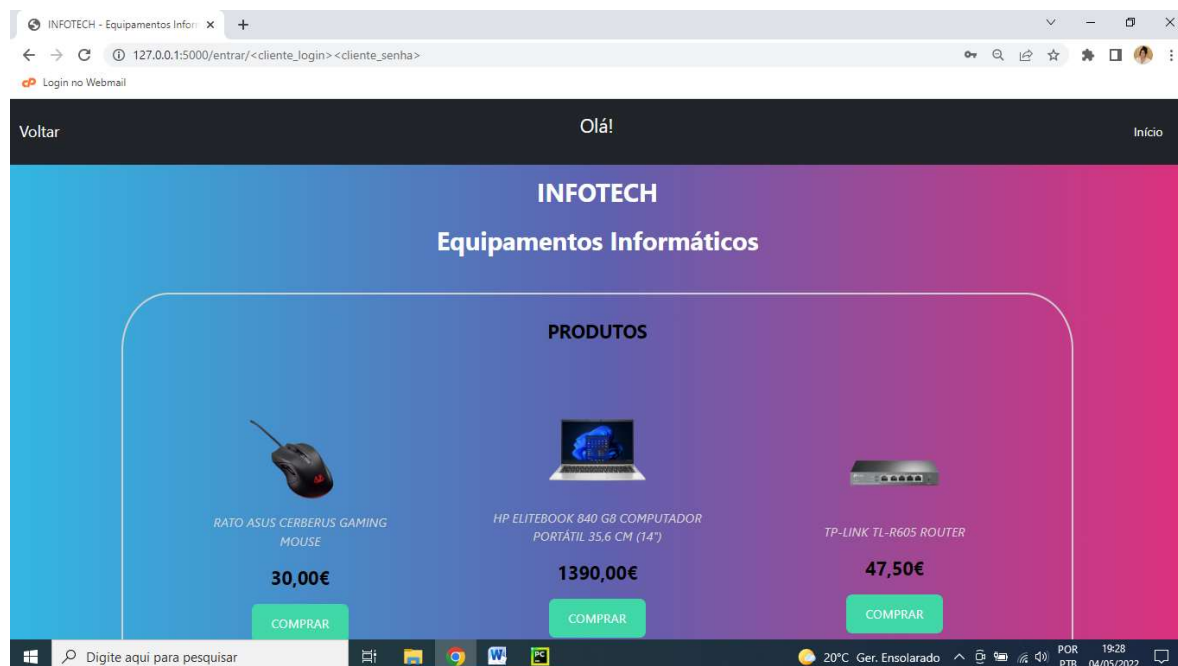 INFOTECH - Equipamentos Infor
127.0.0.1:5000/entrar/<cliente_login><cliente_senha>
cP Login no Webmail
Voltar
Olá!
Início
INFOTECH
Equipamentos Informáticos
PRODUTOS
RATO ASUS CERBERUS GAMING
MOUSE
30,00€
COMPRAR
HP ELITEBOOK 840 G8 COMPUTADOR
PORTÁTIL 35,6 CM (14")
1390,00€
COMPRAR
TP-LINK TL-R605 ROUTER
47,50€
COMPRAR
Digite aqui para pesquisar
W
PC
20°C Ger. Ensolarado
POR
PTB
19:28
04/05/2022